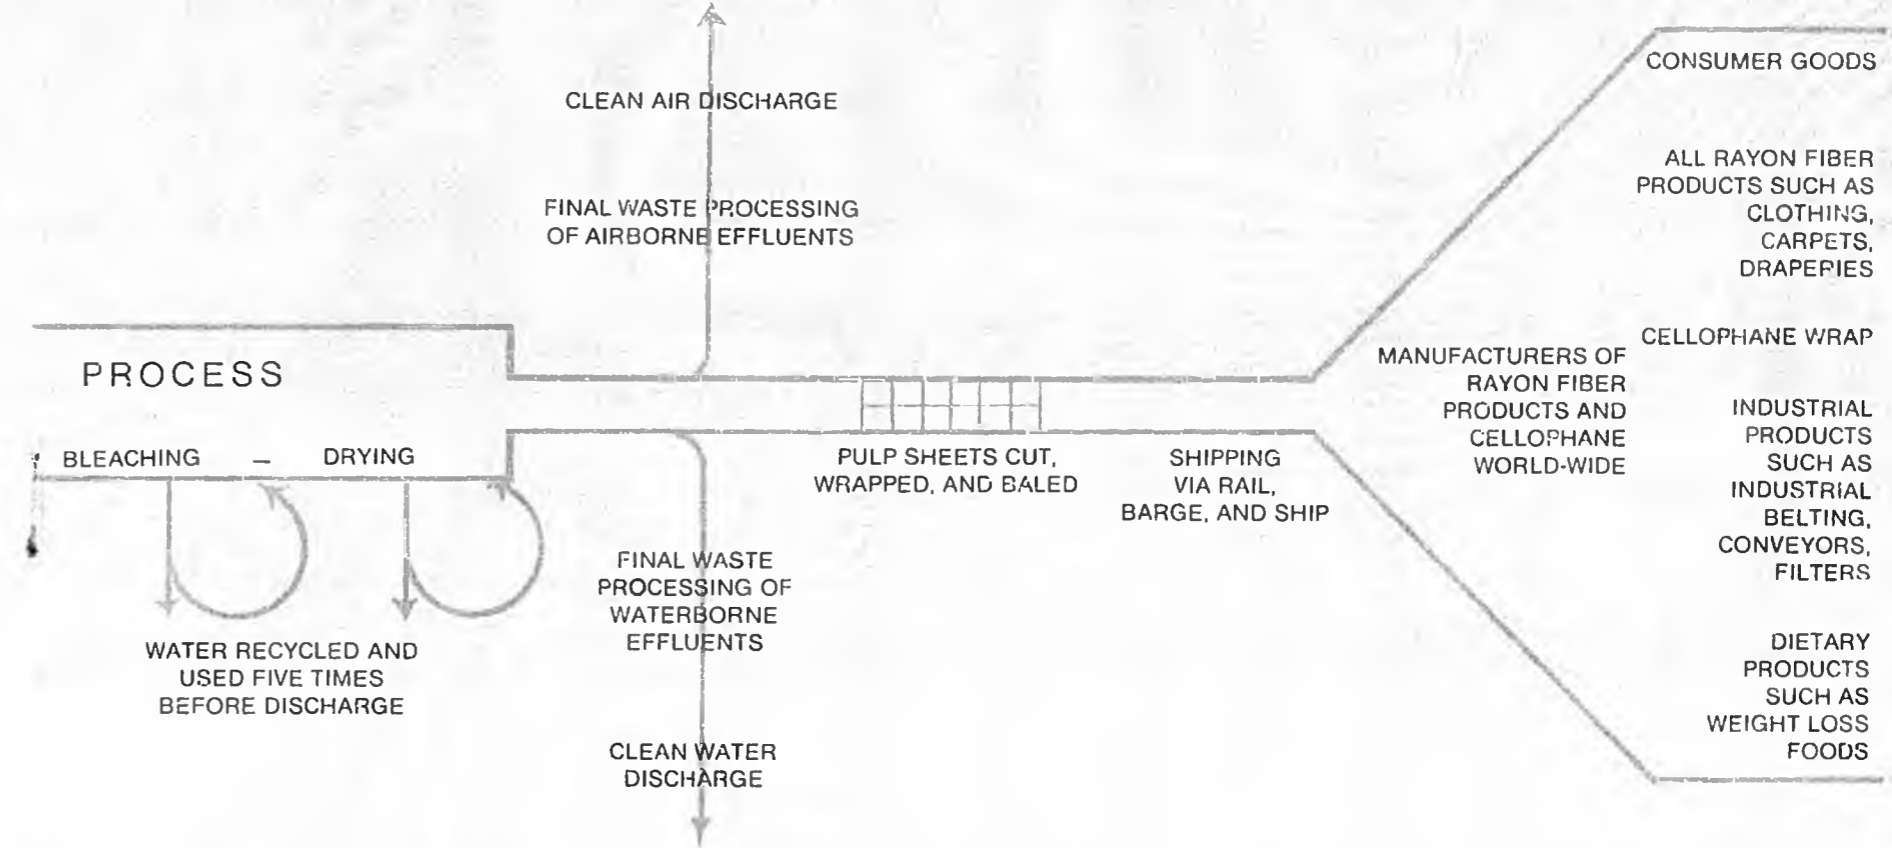 CLEAN AIR DISCHARGE
FINAL WASTE PROCESSING
OF AIRBORNE EFFLUENTS
PROCESS
BLEACHING – DRYING
WATER RECYCLED AND
USED FIVE TIMES
BEFORE DISCHARGE
FINAL WASTE
PROCESSING OF
WATERBORNE
EFFLUENTS
CLEAN WATER
DISCHARGE
PULP SHEETS CUT,
WRAPPED, AND BALED
SHIPPING
VIA RAIL,
BARGE, AND SHIP
MANUFACTURERS OF
RAYON FIBER
PRODUCTS AND
CELLOPHANE
WORLD-WIDE
CONSUMER GOODS
ALL RAYON FIBER
PRODUCTS SUCH AS
CLOTHING,
CARPETS,
DRAPERIES
CELLOPHANE WRAP
INDUSTRIAL
PRODUCTS
SUCH AS
INDUSTRIAL
BELTING,
CONVEYORS,
FILTERS
DIETARY
PRODUCTS
SUCH AS
WEIGHT LOSS
FOODS